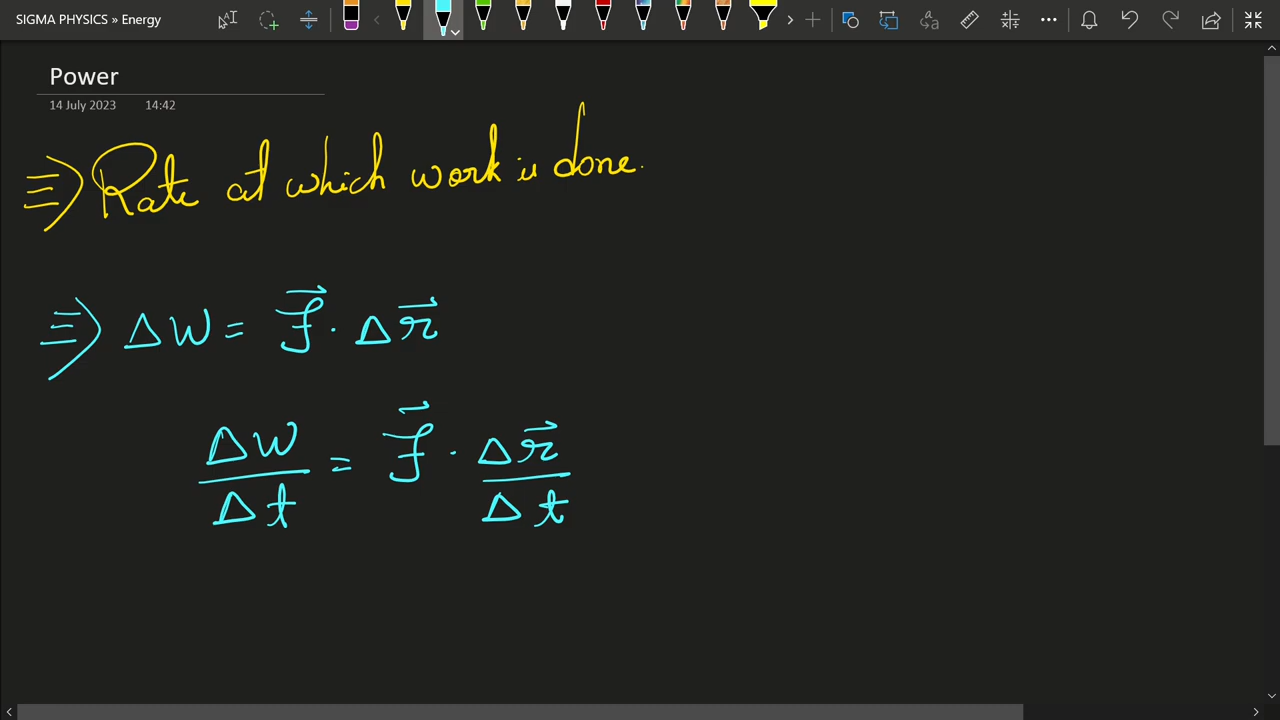 SIGMA PHYSICS » Energy
Power
14 July 2023 14:42
⇛ Rate at which work is done.
⇛ ΔW = F⃗ · Δr⃗
ΔW/Δt = F⃗ · Δr⃗/Δt